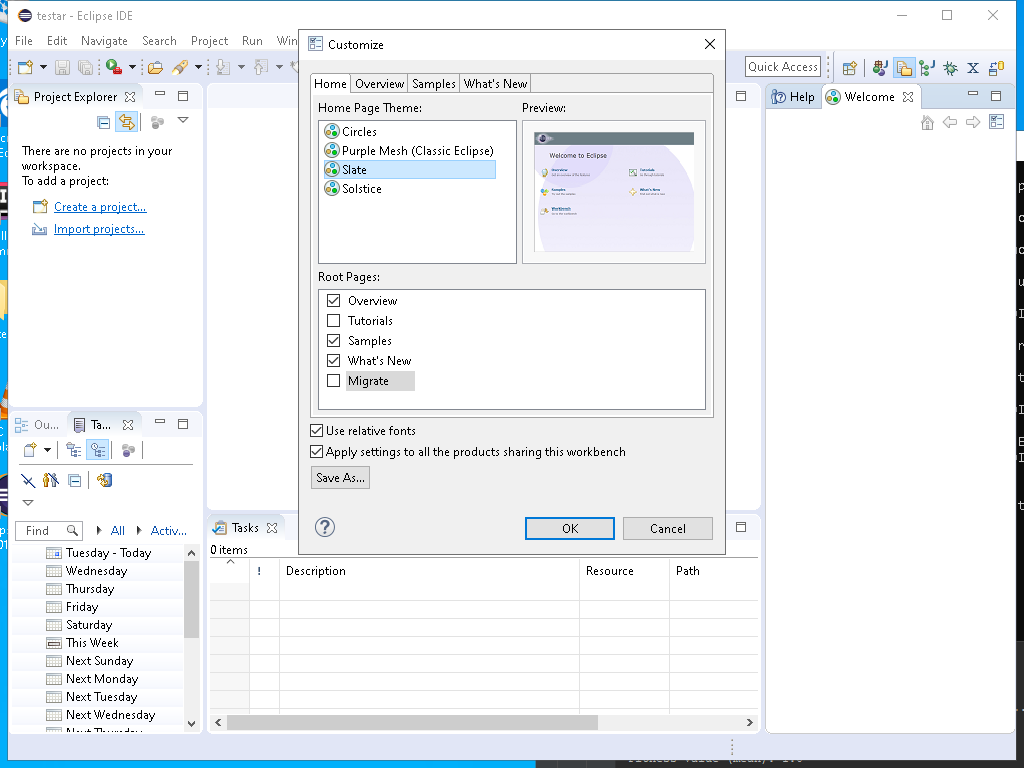 testar - Eclipse IDE
File Edit Navigate Search Project Run Win
Quick Access
Project Explorer
There are no projects in your
workspace.
To add a project:
Create a project...
Import projects...
Customize
Home Overview Samples What's New
Home Page Theme:
Circles
Purple Mesh (Classic Eclipse)
Slate
Solstice
Preview:
Welcome to Eclipse
Overview
Tutorials
Samples
What's New
Workbench
Root Pages:
Overview
Tutorials
Samples
What's New
Migrate
Use relative fonts
Apply settings to all the products sharing this workbench
Save As...
OK Cancel
Help Welcome
Ou... Ta...
Find All Activ...
Tuesday - Today
Wednesday
Thursday
Friday
Saturday
This Week
Next Sunday
Next Monday
Next Tuesday
Next Wednesday
Tasks
0 items
! Description Resource Path